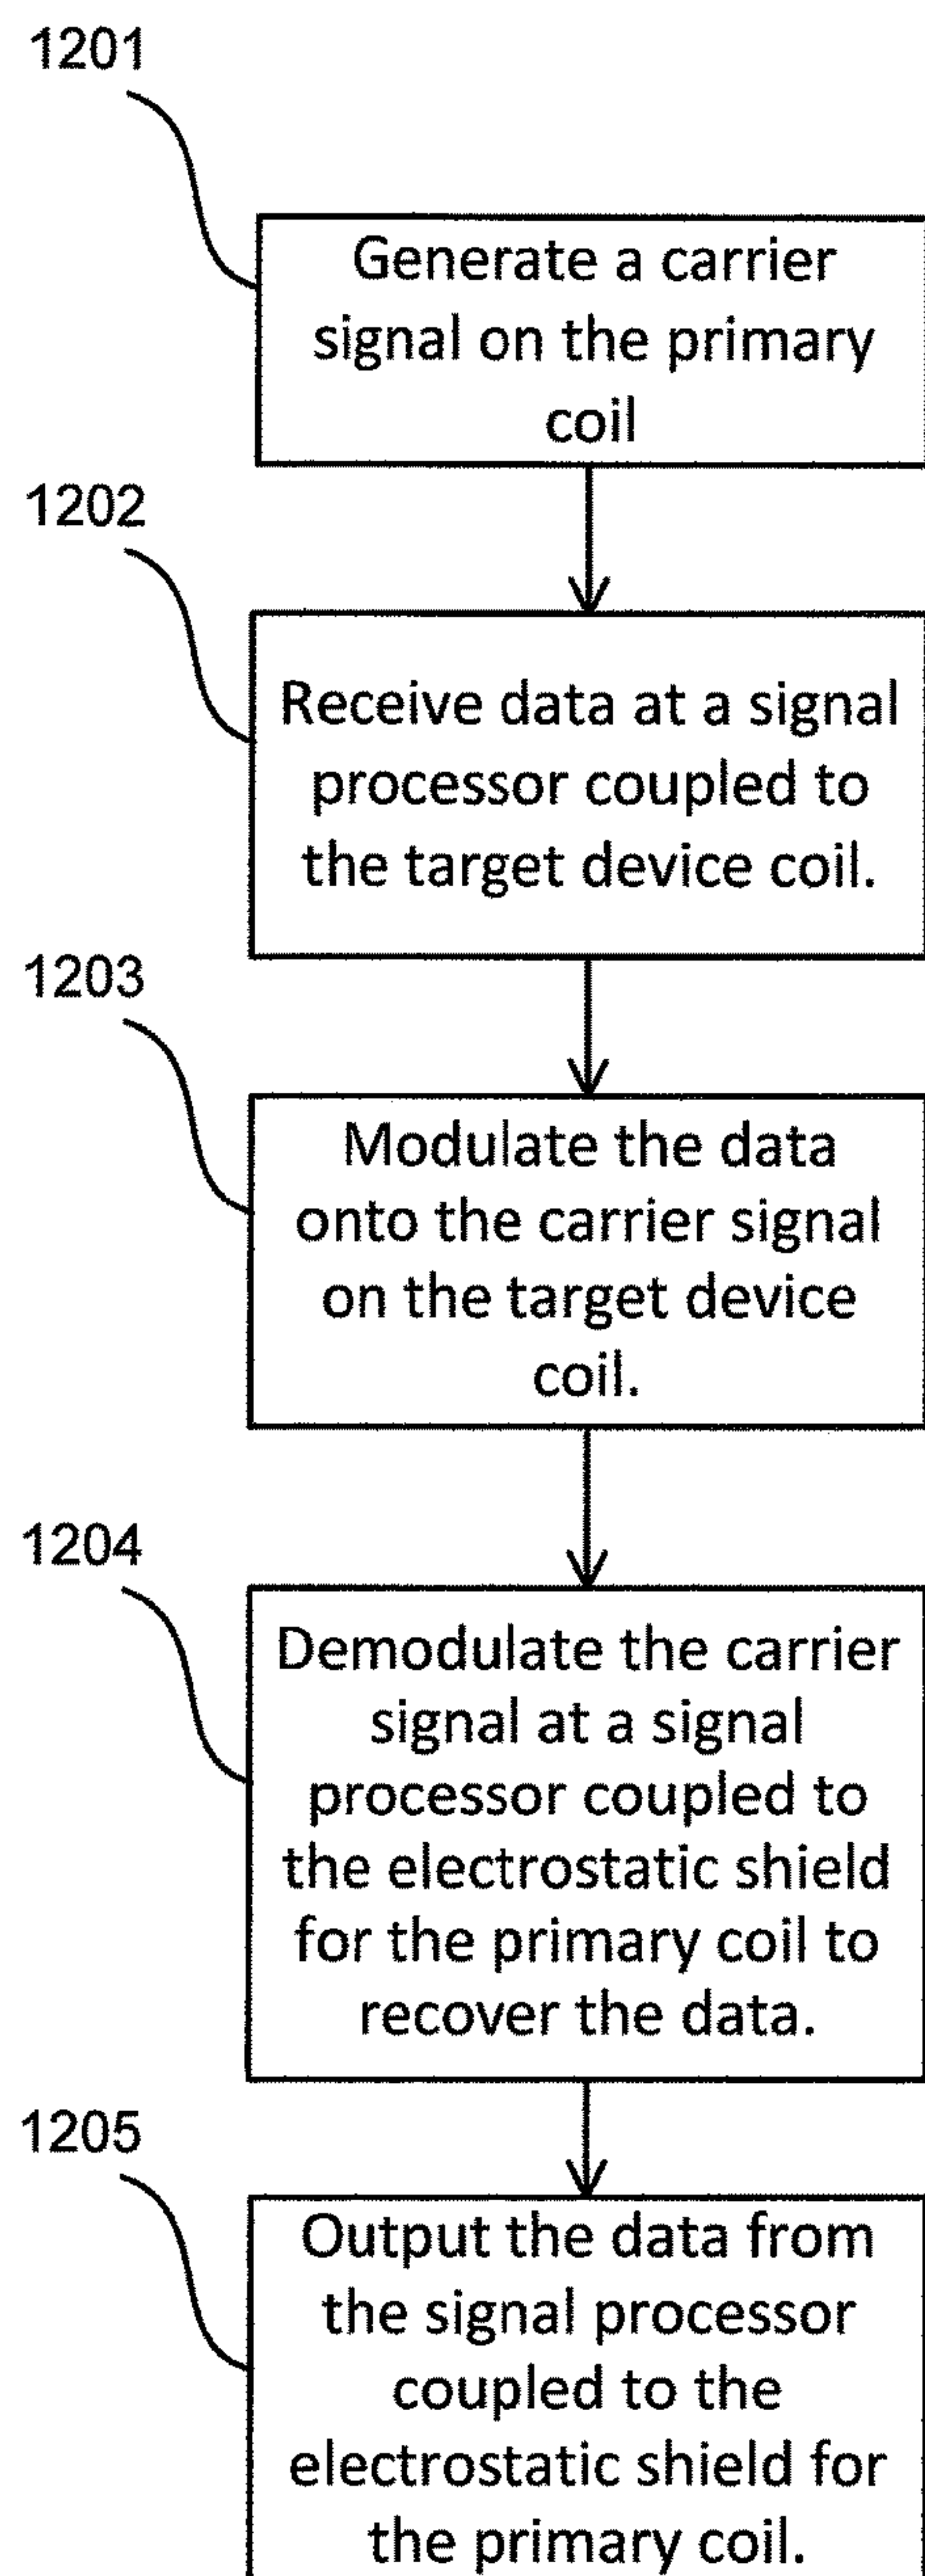 1201
Generate a carrier
signal on the primary
coil
1202
Receive data at a signal
processor coupled to
the target device coil.
1203
Modulate the data
onto the carrier signal
on the target device
coil.
1204
Demodulate the carrier
signal at a signal
processor coupled to
the electrostatic shield
for the primary coil to
recover the data.
1205
Output the data from
the signal processor
coupled to the
electrostatic shield for
the primary coil.